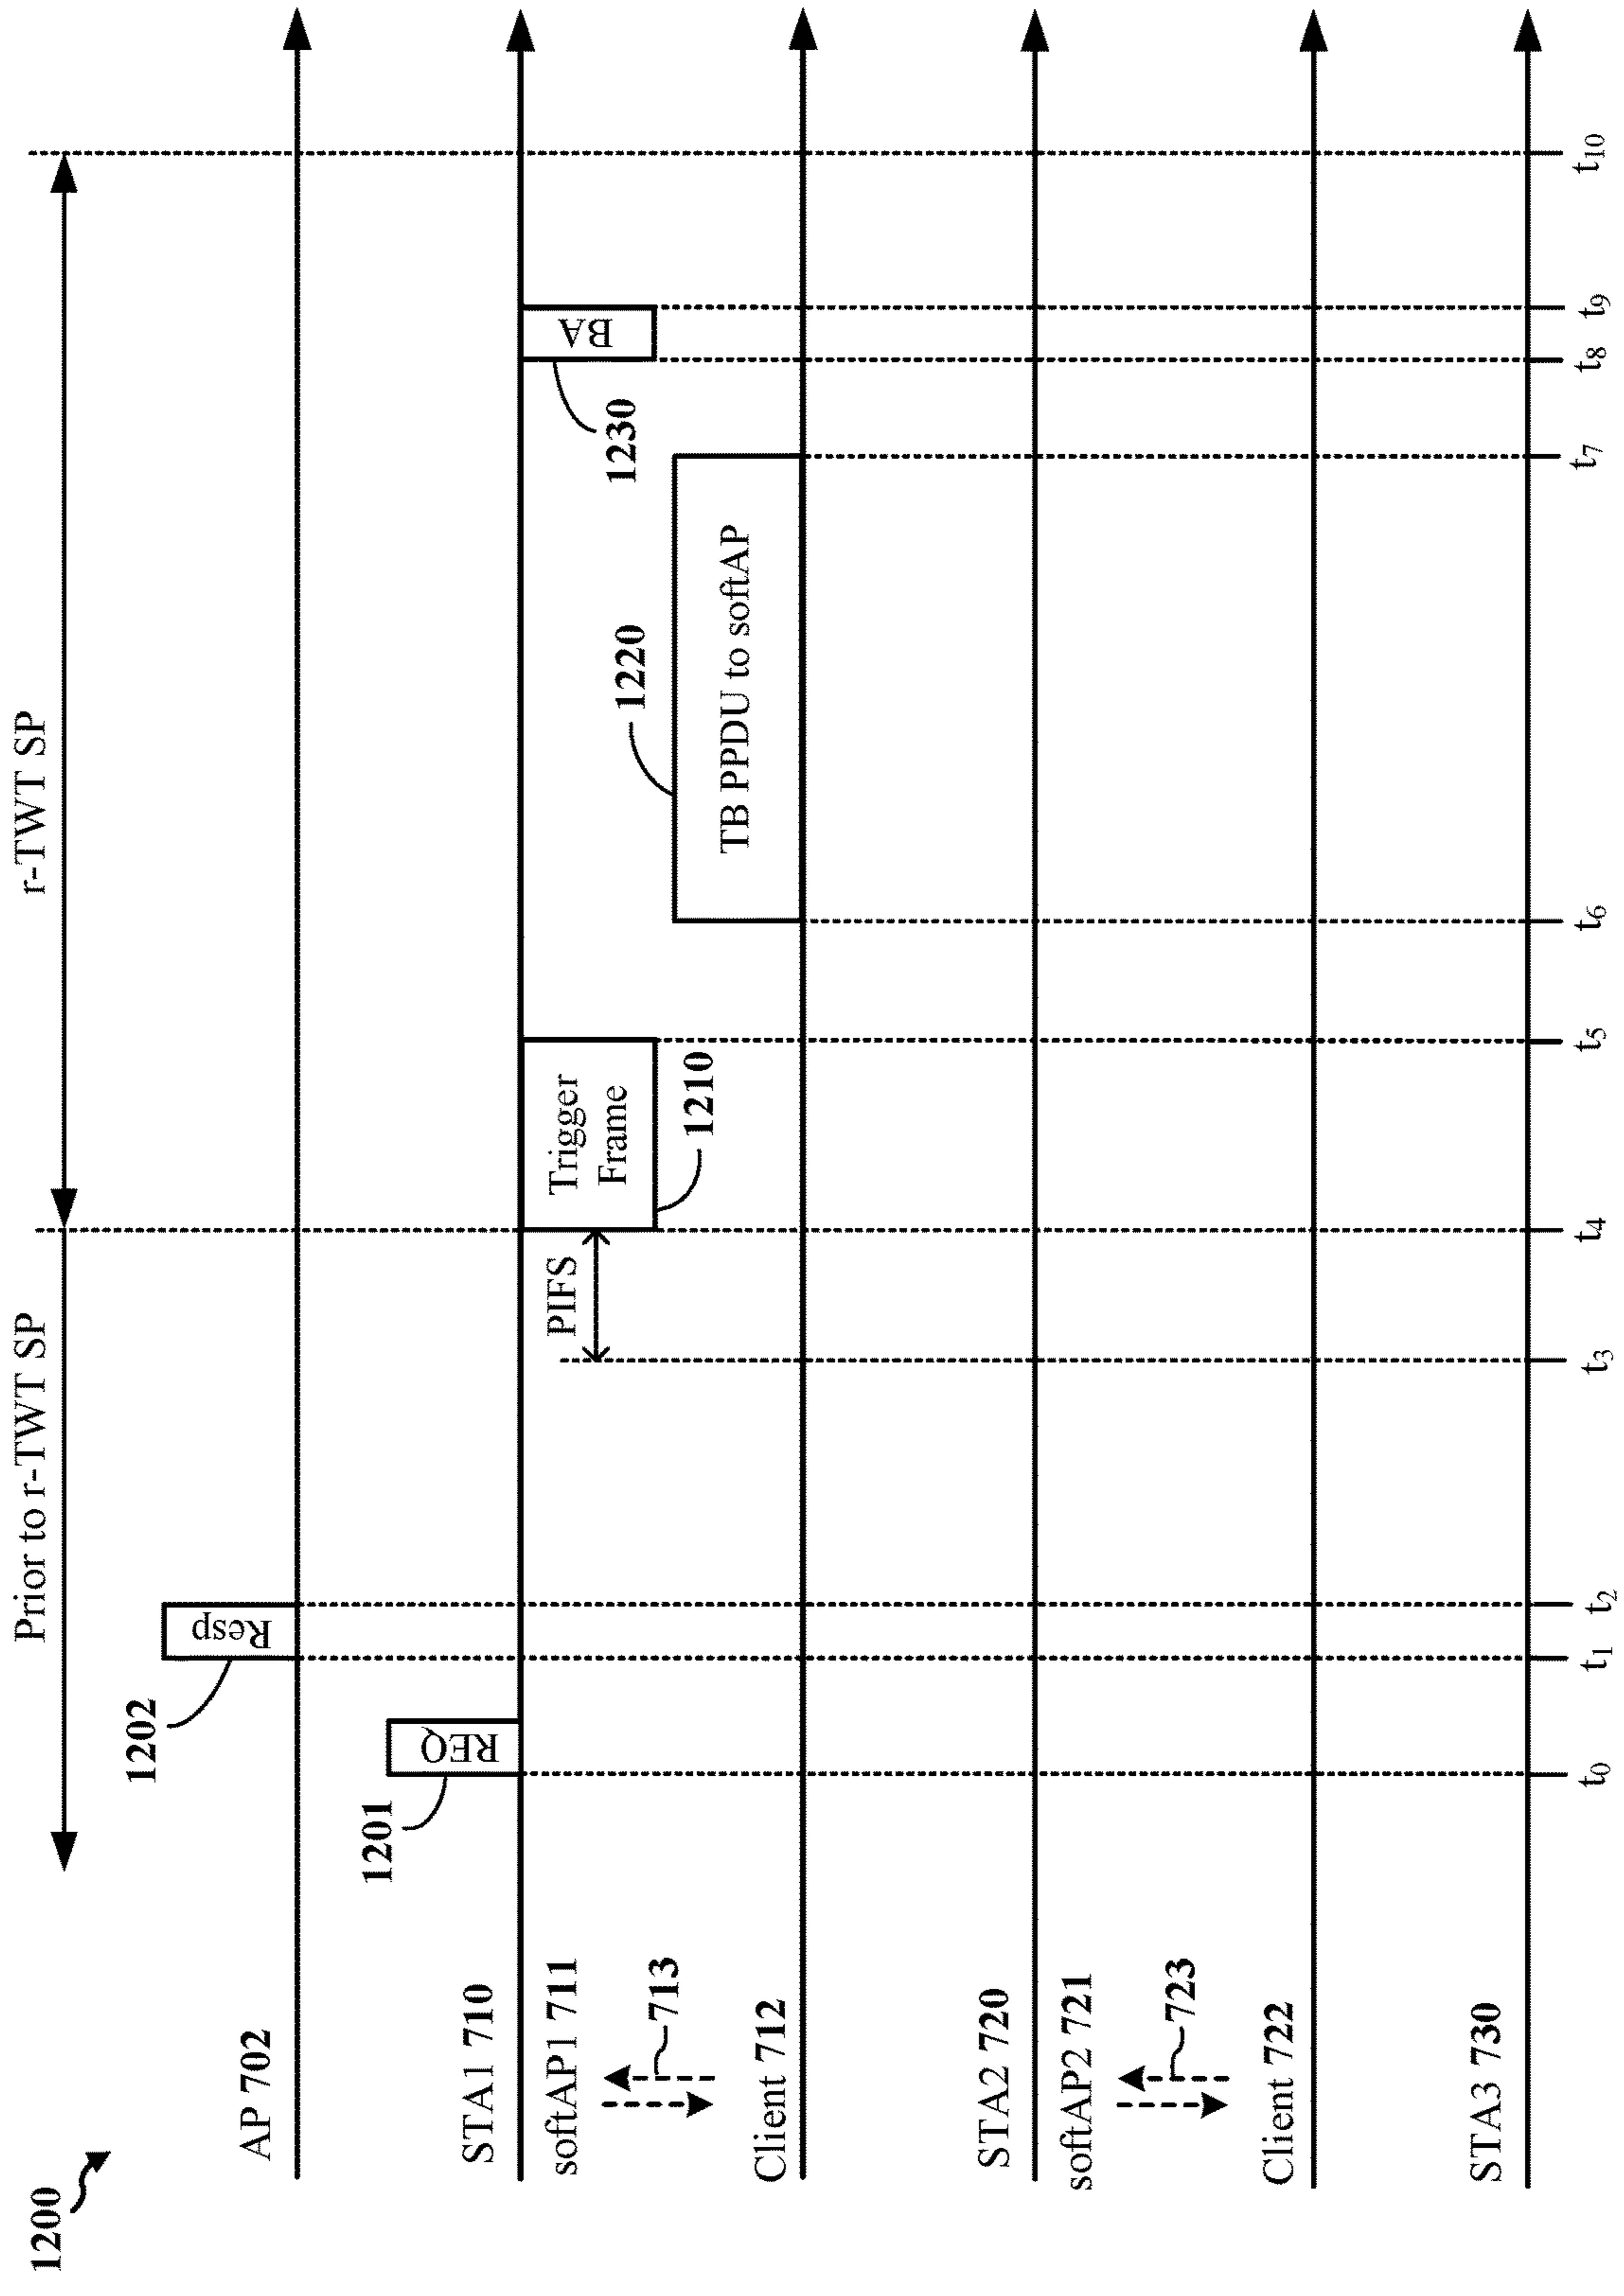 1200
Prior to r-TWT SP
r-TWT SP
1202
Resp
AP 702
1201
REQ
STA1 710
softAP1 711
PIFS
Trigger
Frame
1210
BA
1230
713
1220
TB PPDU to softAP
Client 712
STA2 720
softAP2 721
723
Client 722
STA3 730
t0
t1
t2
t3
t4
t5
t6
t7
t8
t9
t10